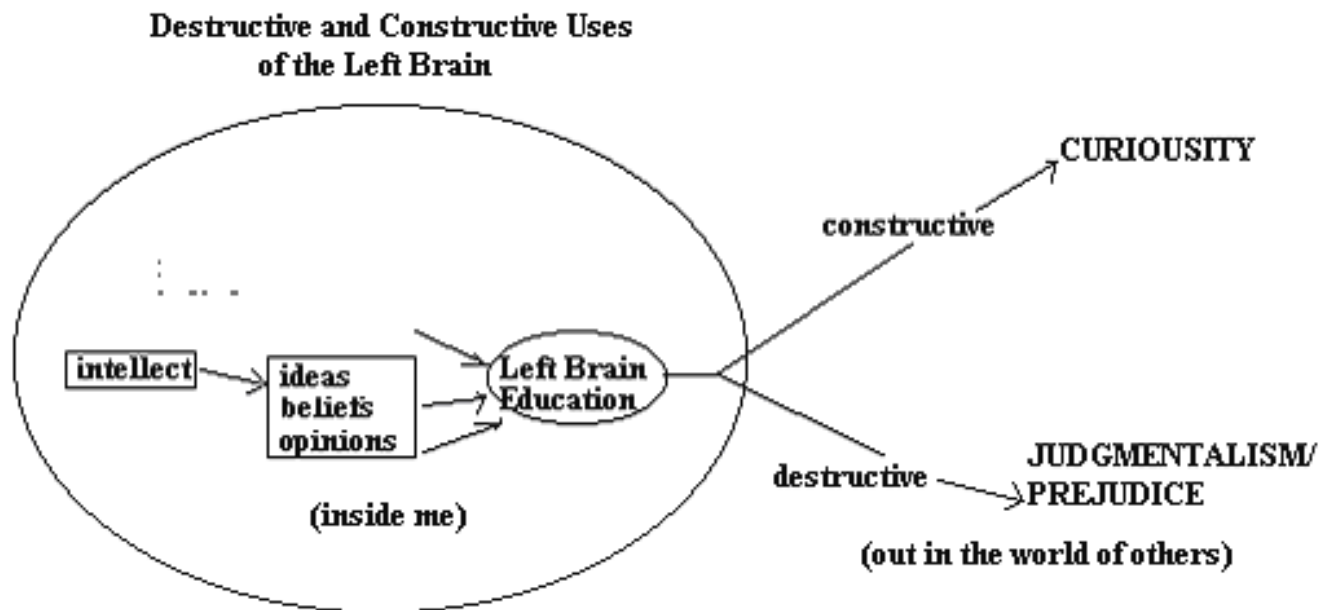 Destructive and Constructive Uses
of the Left Brain
CURIOUSITY
constructive
intellect
ideas
beliefs
opinions
Left Brain
Education
destructive
JUDGMENTALISM/
PREJUDICE
(inside me)
(out in the world of others)